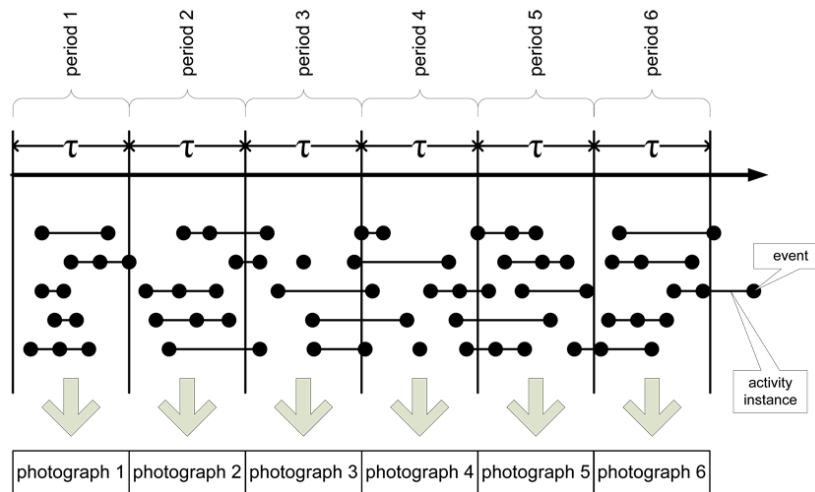 period 1
period 2
period 3
period 4
period 5
period 6
τ τ τ τ τ τ
event
activity
instance
photograph 1
photograph 2
photograph 3
photograph 4
photograph 5
photograph 6